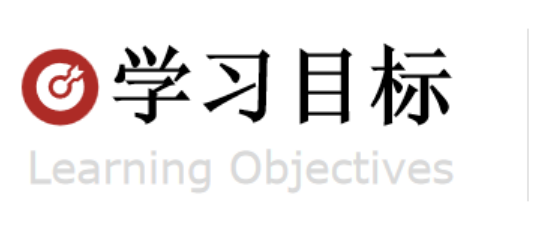 学习目标
Learning Objectives